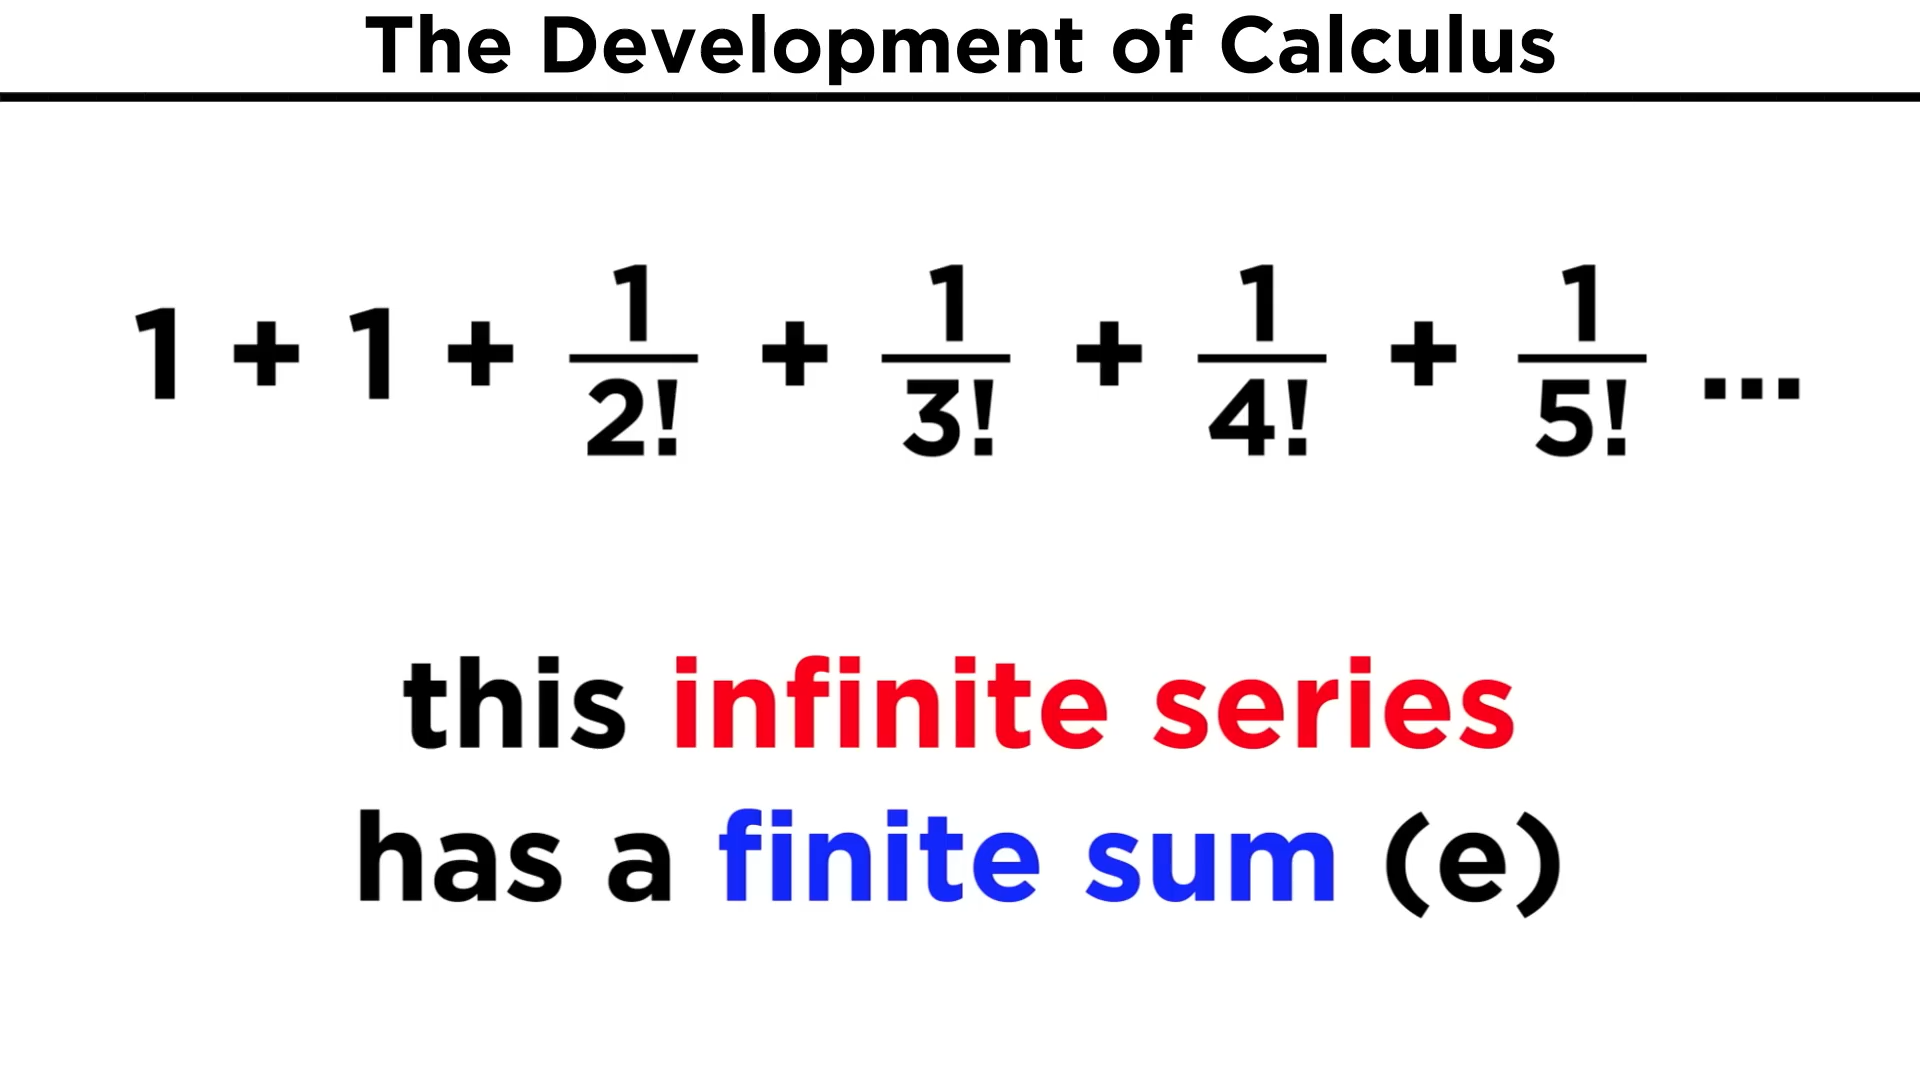 The Development of Calculus
1 + 1 + 1/2! + 1/3! + 1/4! + 1/5! ...
this infinite series
has a finite sum (e)